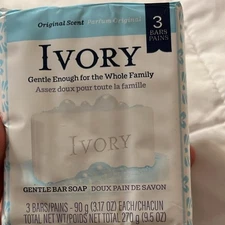 Original Scent Parfum Original
3
BARS
PAINS
IVORY
Gentle Enough for the Whole Family
Assez doux pour toute la famille
IVORY
GENTLE BAR SOAP DOUX PAIN DE SAVON
3 BARS/PAINS - 90 g (3.17 OZ) EACH/CHACUN
TOTAL NET WT/POIDS NET TOTAL 270 g (9.5 OZ)